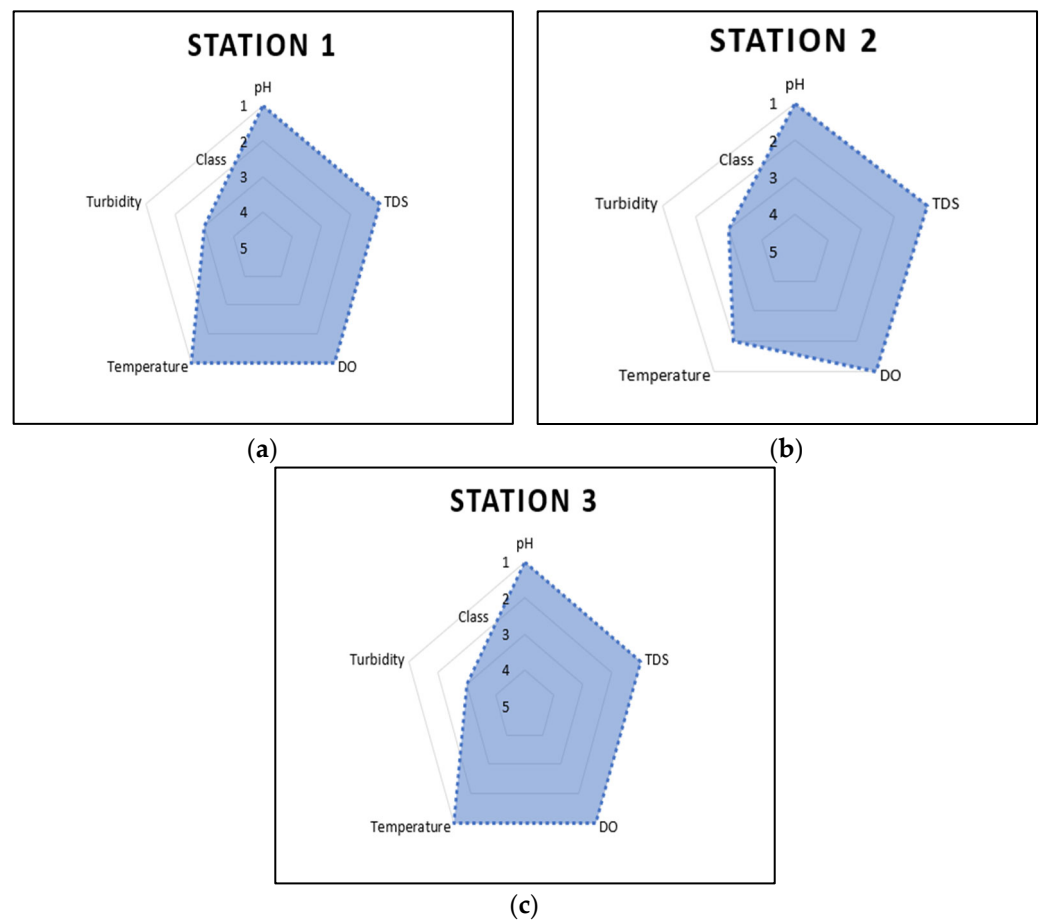 STATION 1
pH
1
2
Class
3
Turbidity
TDS
4
5
Temperature
DO
(a)
STATION 2
pH
1
2
Class
3
Turbidity
TDS
4
5
Temperature
DO
(b)
STATION 3
pH
1
2
Class
3
Turbidity
TDS
4
5
Temperature
DO
(c)